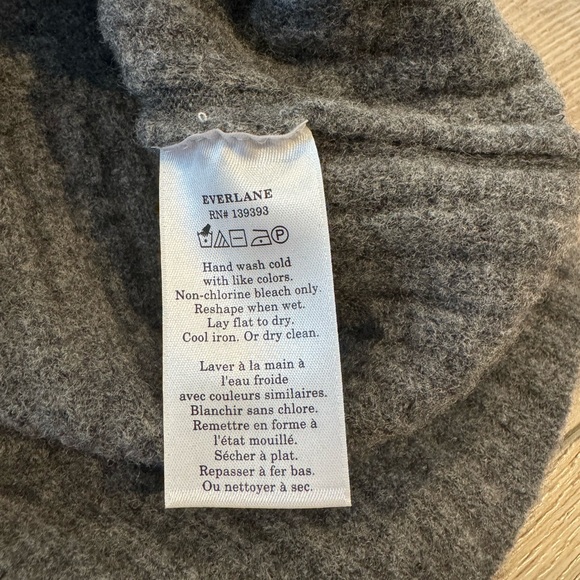 EVERLANE
RN# 139393
P
Hand wash cold
with like colors.
Non-chlorine bleach only.
Reshape when wet.
Lay flat to dry.
Cool iron. Or dry clean.
Laver à la main à
l'eau froide
avec couleurs similaires.
Blanchir sans chlore.
Remettre en forme à
l'état mouillé.
Sécher à plat.
Repasser à fer bas.
Ou nettoyer à sec.